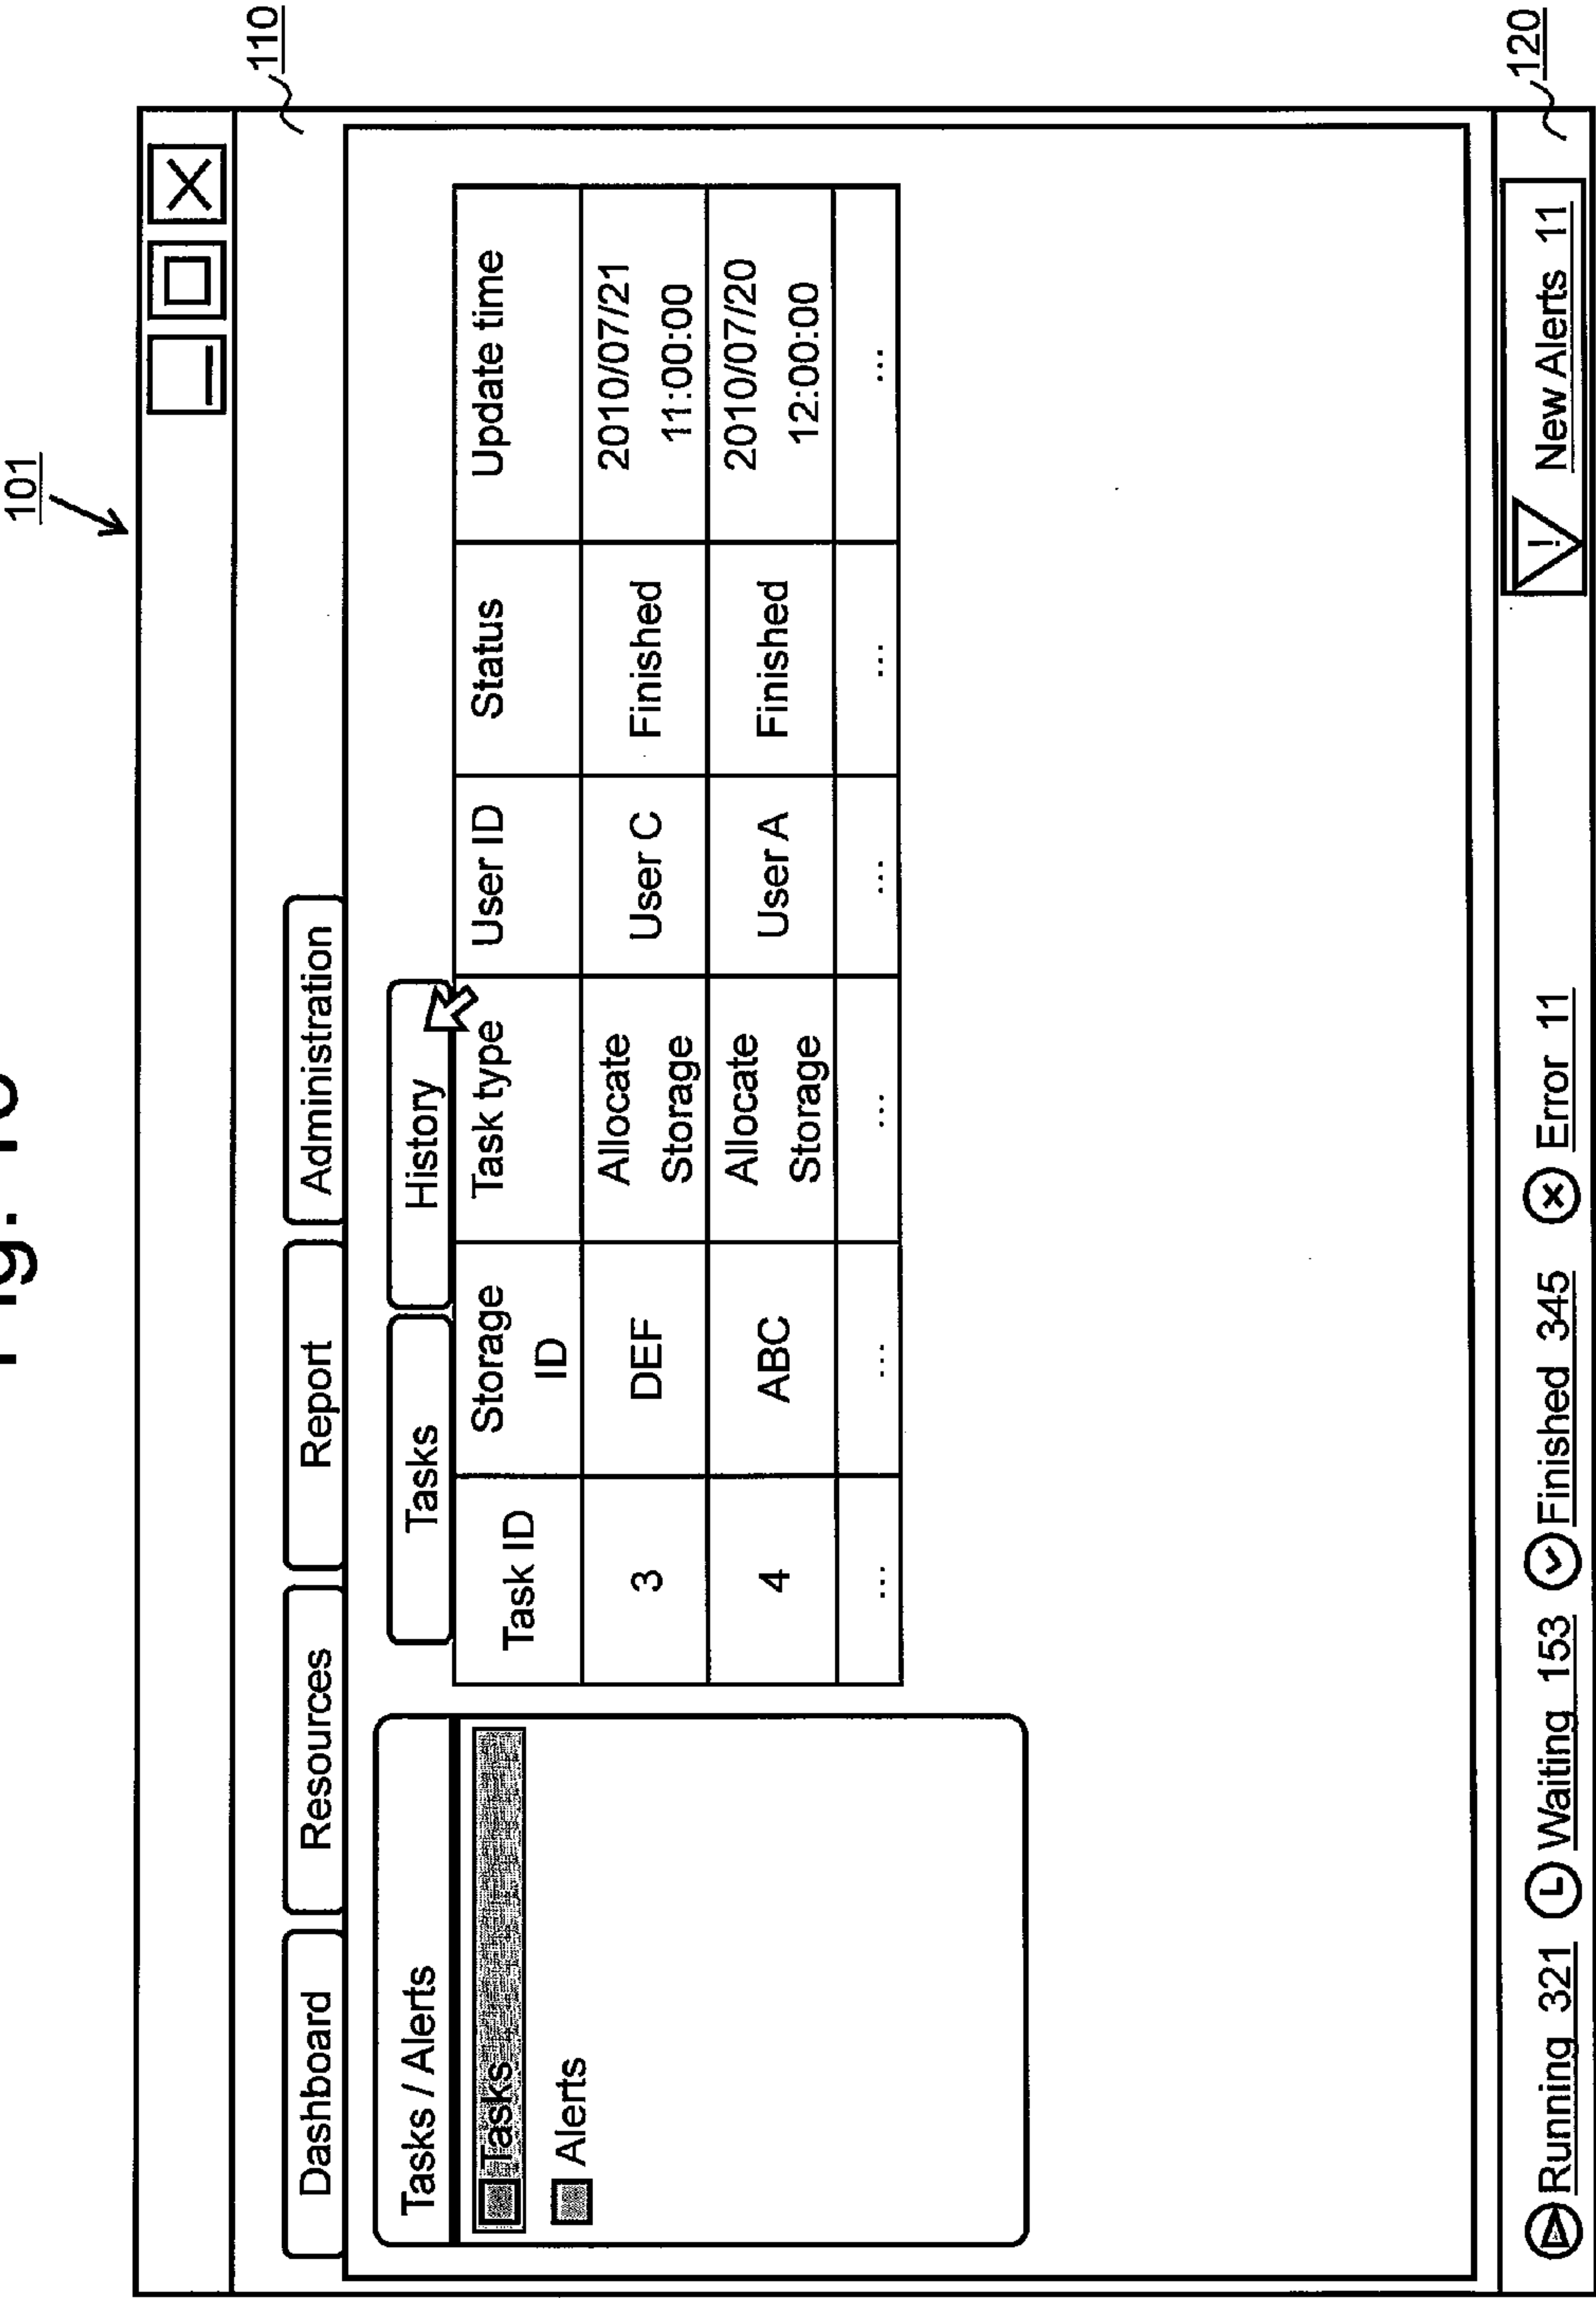 101
110
Dashboard
Resources
Report
Administration
Tasks / Alerts
Tasks
Alerts
Tasks
History
Task ID
Storage ID
Task type
User ID
Status
Update time
3
DEF
Allocate Storage
User C
Finished
2010/07/21 11:00:00
4
ABC
Allocate Storage
User A
Finished
2010/07/20 12:00:00
... ... ... ... ... ...
Running 321
Waiting 153
Finished 345
Error 11
! New Alerts 11
120